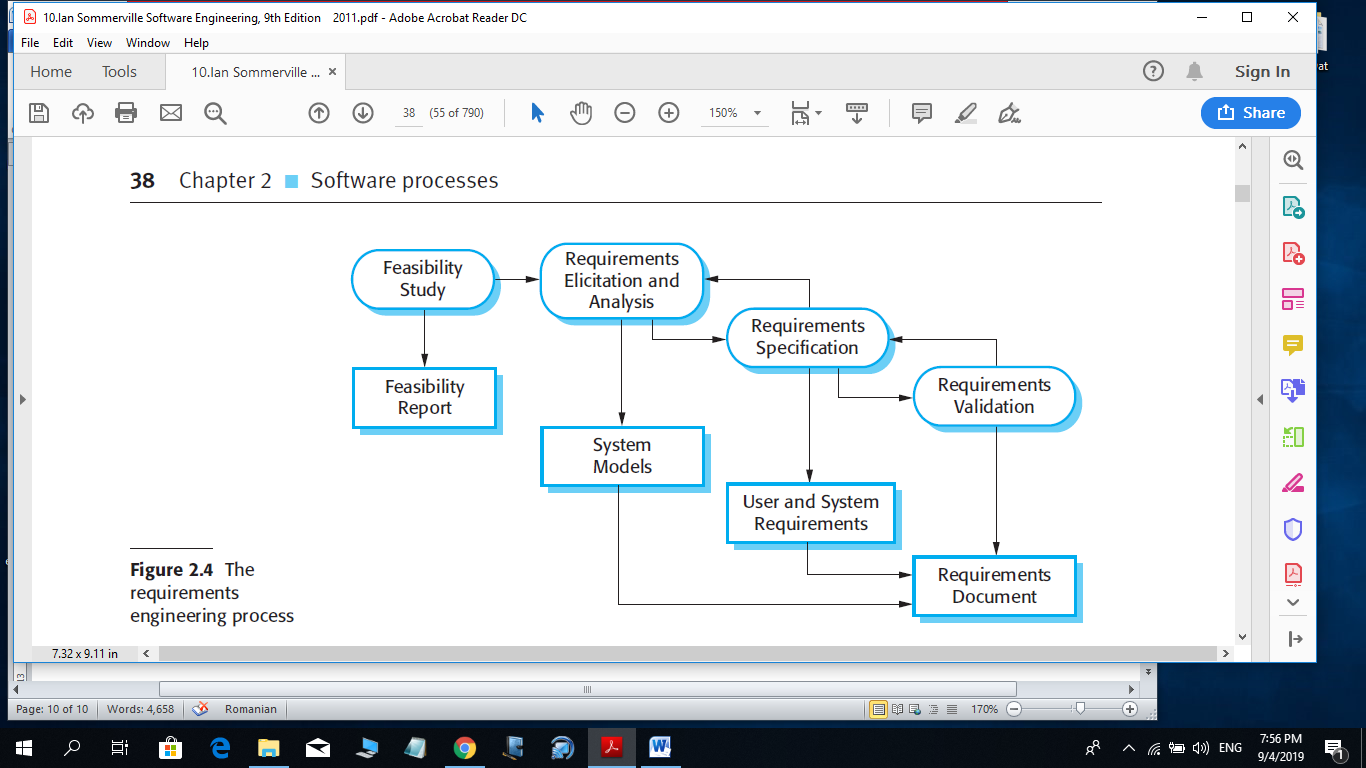 10.Ian Sommerville Software Engineering, 9th Edition    2011.pdf - Adobe Acrobat Reader DC
File Edit View Window Help
Home Tools 10.Ian Sommerville ... × Sign In
38 (55 of 790) 150% Share
38 Chapter 2 ■ Software processes
Feasibility
Study
Requirements
Elicitation and
Analysis
Requirements
Specification
Requirements
Validation
Feasibility
Report
System
Models
User and System
Requirements
Requirements
Document
Figure 2.4 The
requirements
engineering process
7.32 x 9.11 in
Page: 10 of 10 Words: 4,658 Romanian 170%
ENG
7:56 PM
9/4/2019
1
at